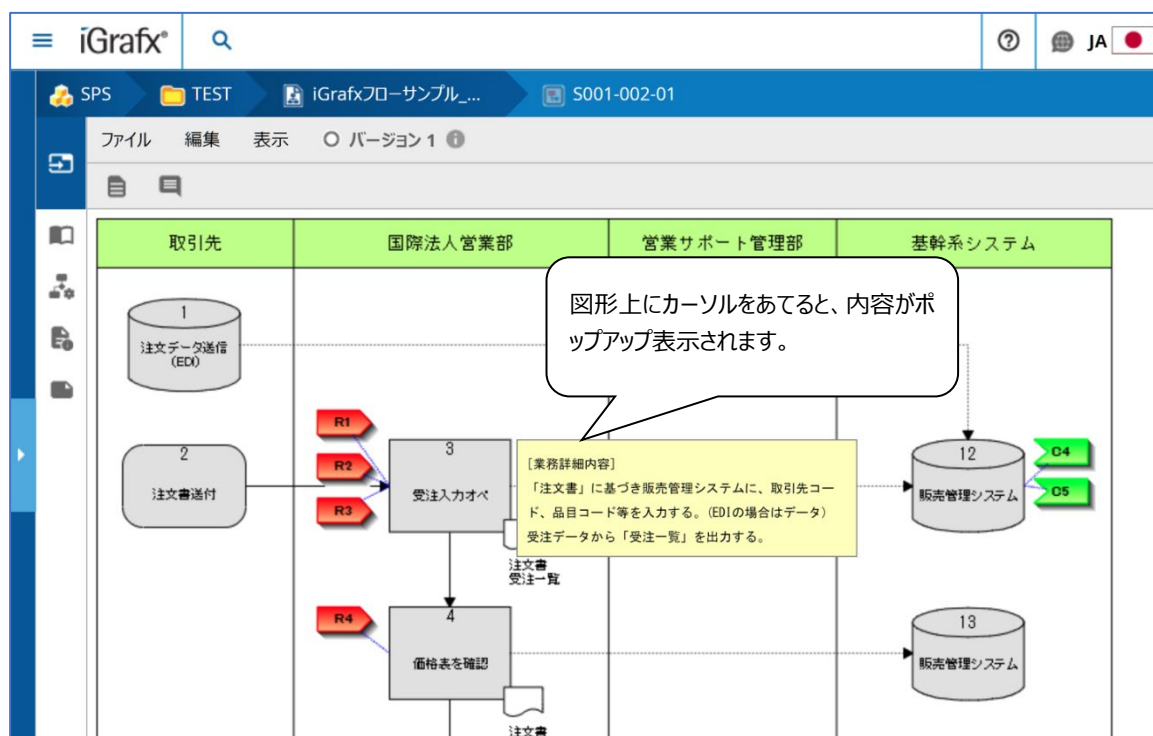 iGrafx®
JA
SPS
TEST
iGrafxフローサンプル_...
S001-002-01
ファイル
編集
表示
バージョン 1
取引先
国際法人営業部
営業サポート管理部
基幹系システム
1
注文データ送信
(EDI)
図形上にカーソルをあてると、内容がポ
ップアップ表示されます。
R1
R2
R3
2
注文書送付
3
受注入力オペ
[業務詳細内容]
「注文書」に基づき販売管理システムに、取引先コー
ド、品目コード等を入力する。(EDIの場合はデータ)
受注データから「受注一覧」を出力する。
12
販売管理システム
C4
C5
注文書
受注一覧
R4
4
価格表を確認
13
販売管理システム
注文書